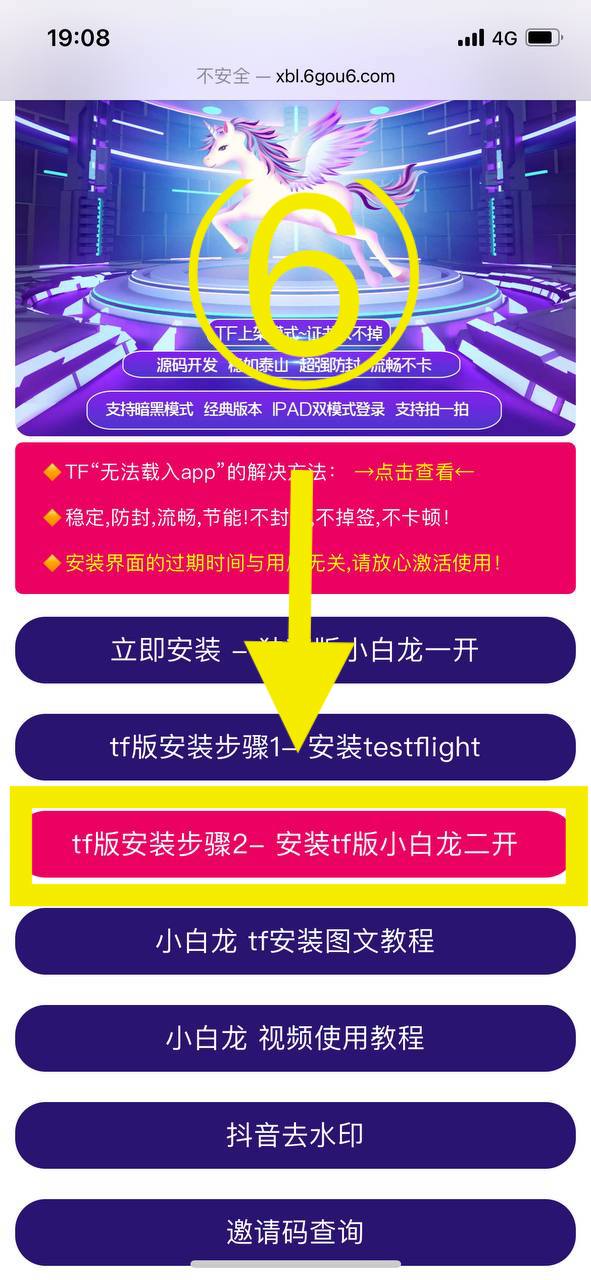 19:08
4G
不安全 — xbl.6gou6.com
6
TF上架模式~证书永不掉
源码开发 稳如泰山 超强防封 流畅不卡
支持暗黑模式 经典版本 IPAD双模式登录 支持拍一拍
TF“无法载入app”的解决方法: →点击查看←
稳定,防封,流畅,节能!不封号,不掉签,不卡顿!
安装界面的过期时间与用户无关,请放心激活使用!
立即安装 – 小白龙一开
tf版安装步骤1– 安装testflight
tf版安装步骤2– 安装tf版小白龙二开
小白龙 tf安装图文教程
小白龙 视频使用教程
抖音去水印
邀请码查询